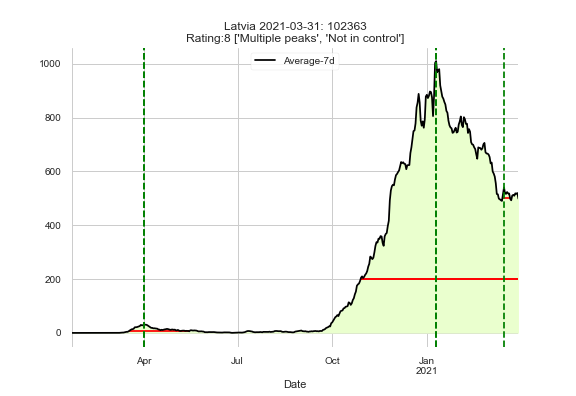 Latvia 2021-03-31: 102363
Rating:8 ['Multiple peaks', 'Not in control']
Average-7d
1000
800
600
400
200
0
Apr
Jul
Oct
Jan
2021
Date